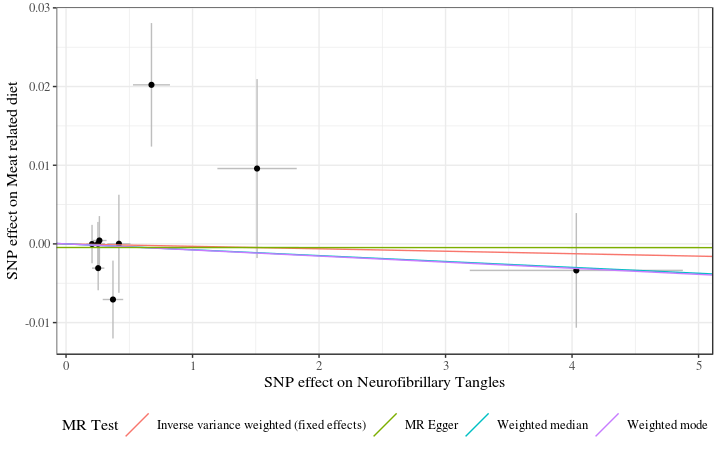 0.03
0.02
0.01
0.00
-0.01
SNP effect on Meat related diet
0 1 2 3 4 5
SNP effect on Neurofibrillary Tangles
MR Test Inverse variance weighted (fixed effects) MR Egger Weighted median Weighted mode